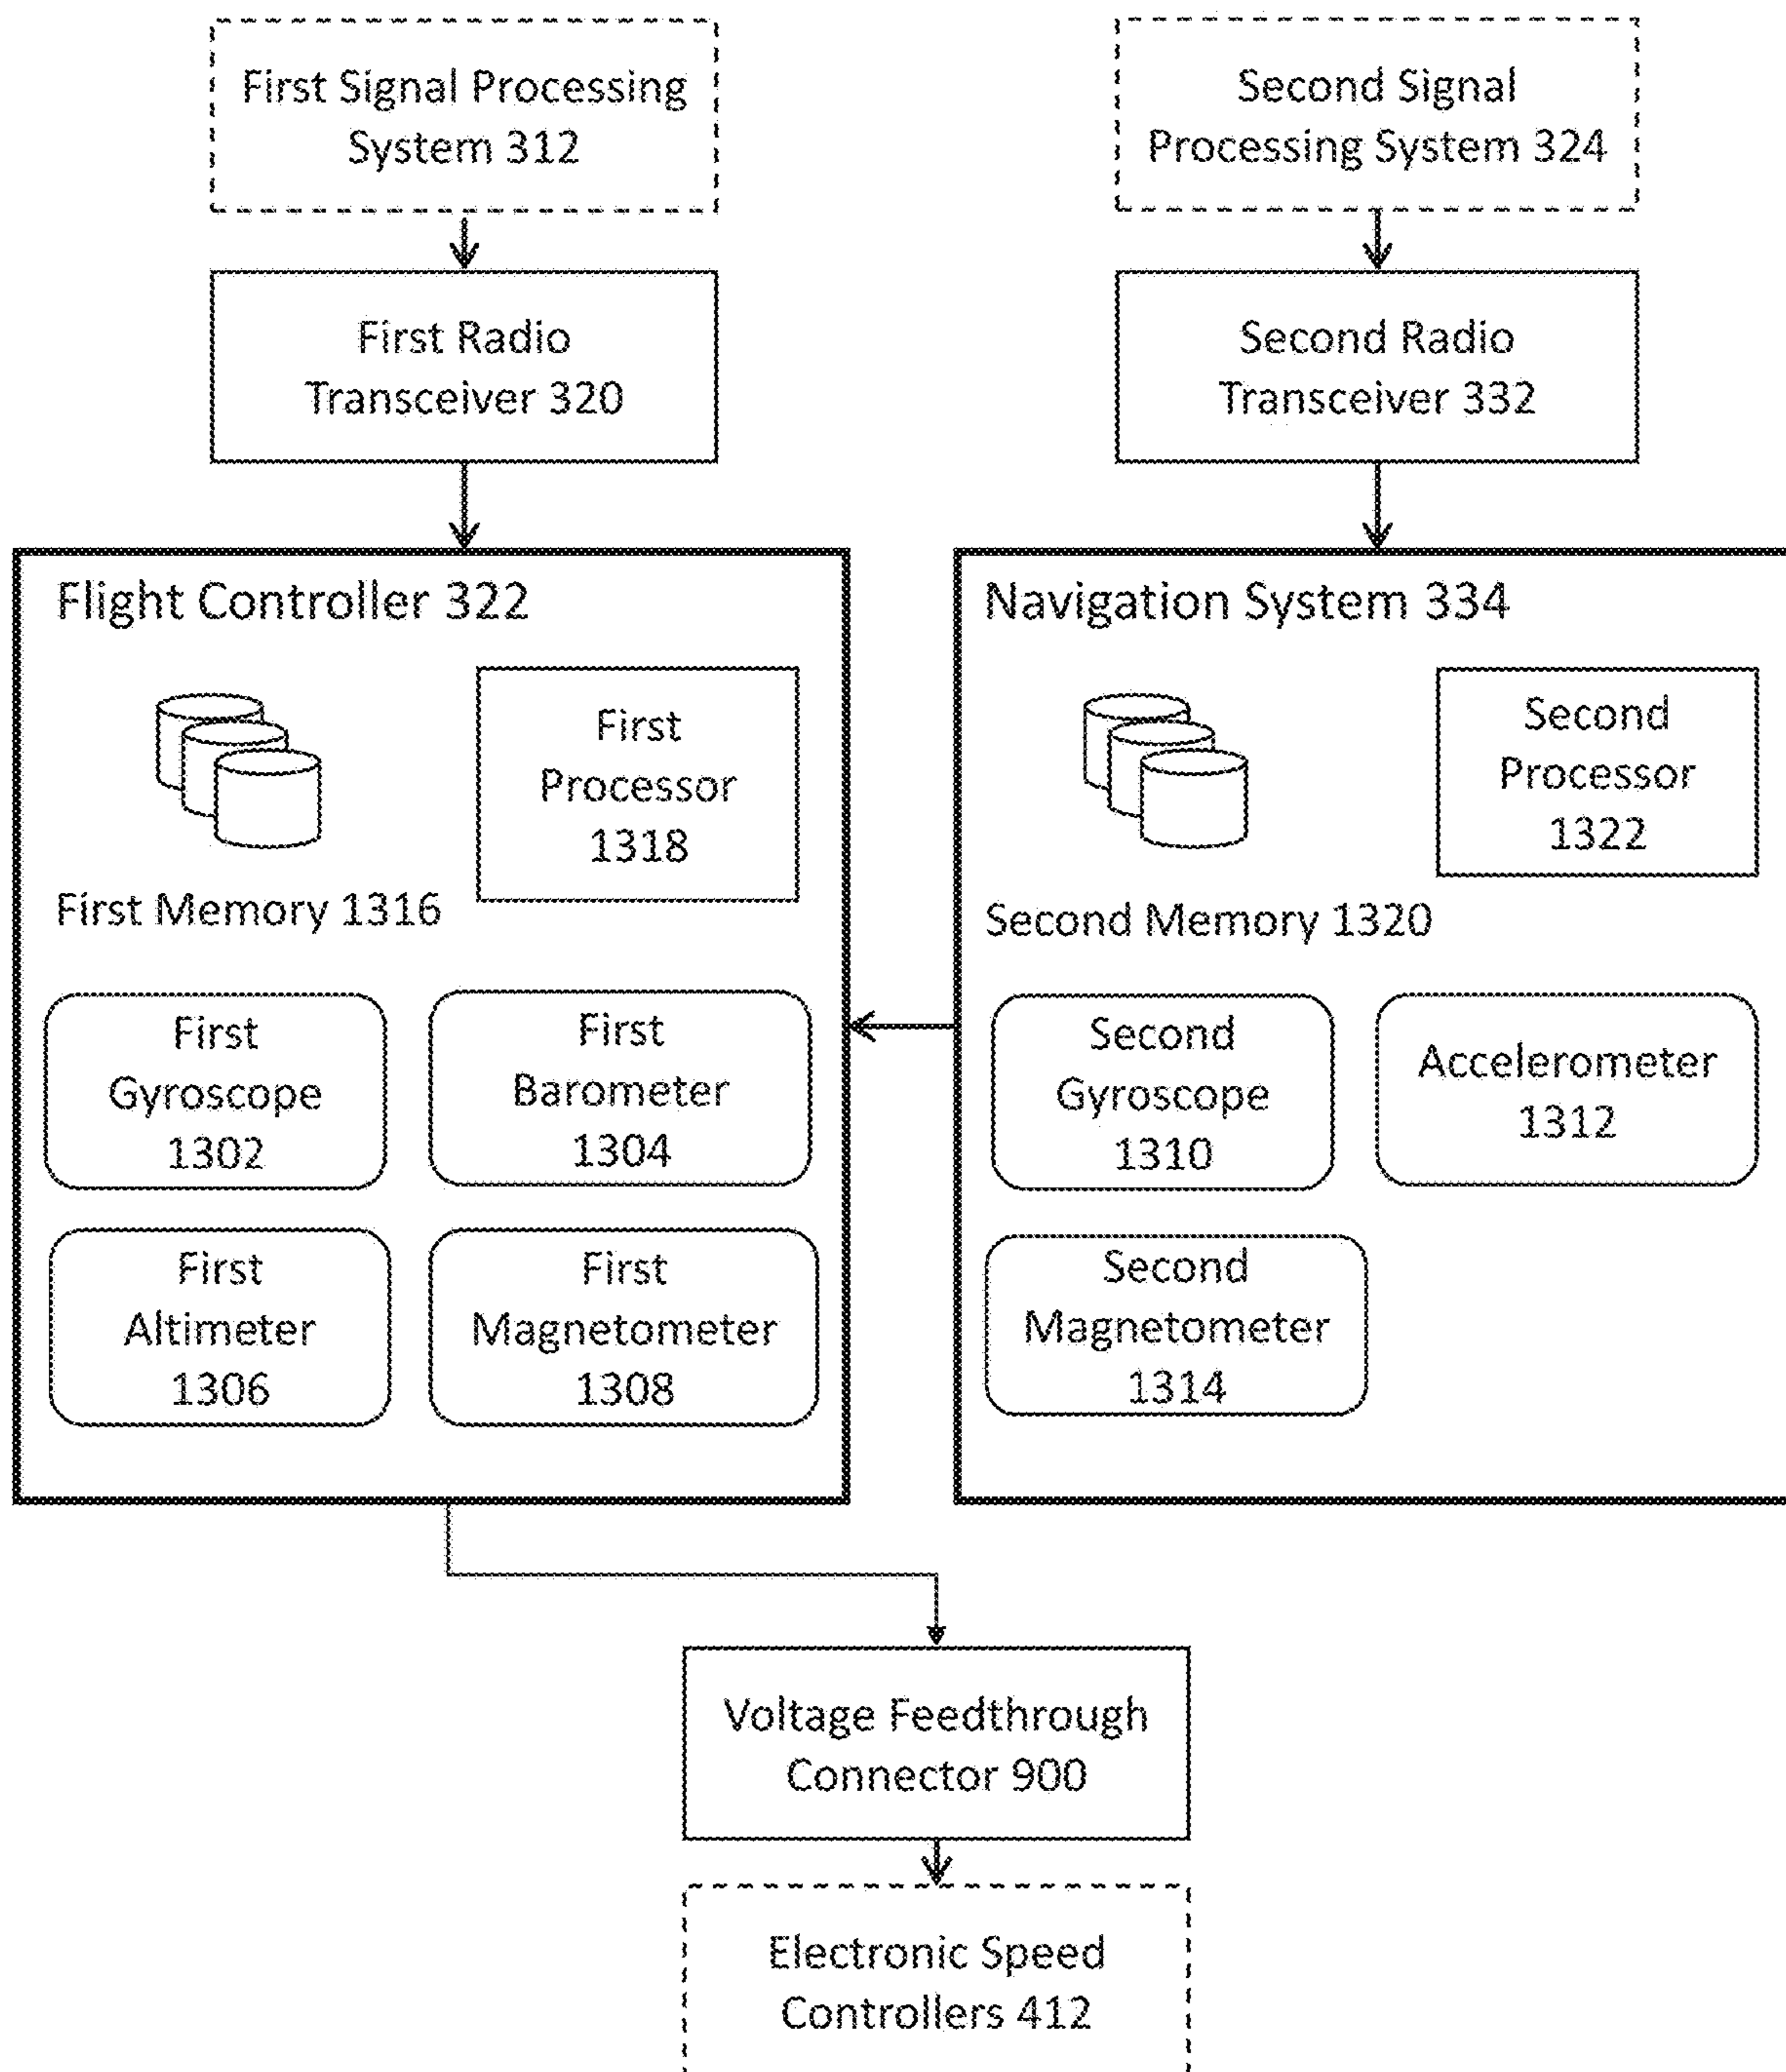 First Signal Processing
System 312
Second Signal
Processing System 324
First Radio
Transceiver 320
Second Radio
Transceiver 332
Flight Controller 322
First
Processor
1318
First Memory 1316
First
Gyroscope
1302
First
Barometer
1304
First
Altimeter
1306
First
Magnetometer
1308
Navigation System 334
Second
Processor
1322
Second Memory 1320
Second
Gyroscope
1310
Accelerometer
1312
Second
Magnetometer
1314
Voltage Feedthrough
Connector 900
Electronic Speed
Controllers 412